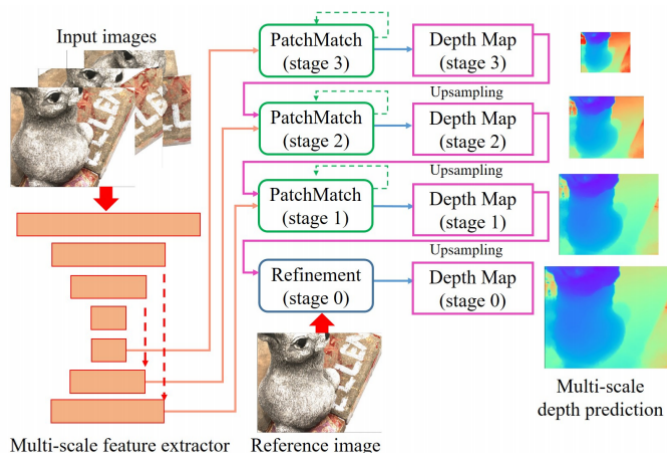 Input images
PatchMatch
(stage 3)
Depth Map
(stage 3)
Upsampling
PatchMatch
(stage 2)
Depth Map
(stage 2)
Upsampling
PatchMatch
(stage 1)
Depth Map
(stage 1)
Upsampling
Refinement
(stage 0)
Depth Map
(stage 0)
Multi-scale feature extractor
Reference image
Multi-scale
depth prediction